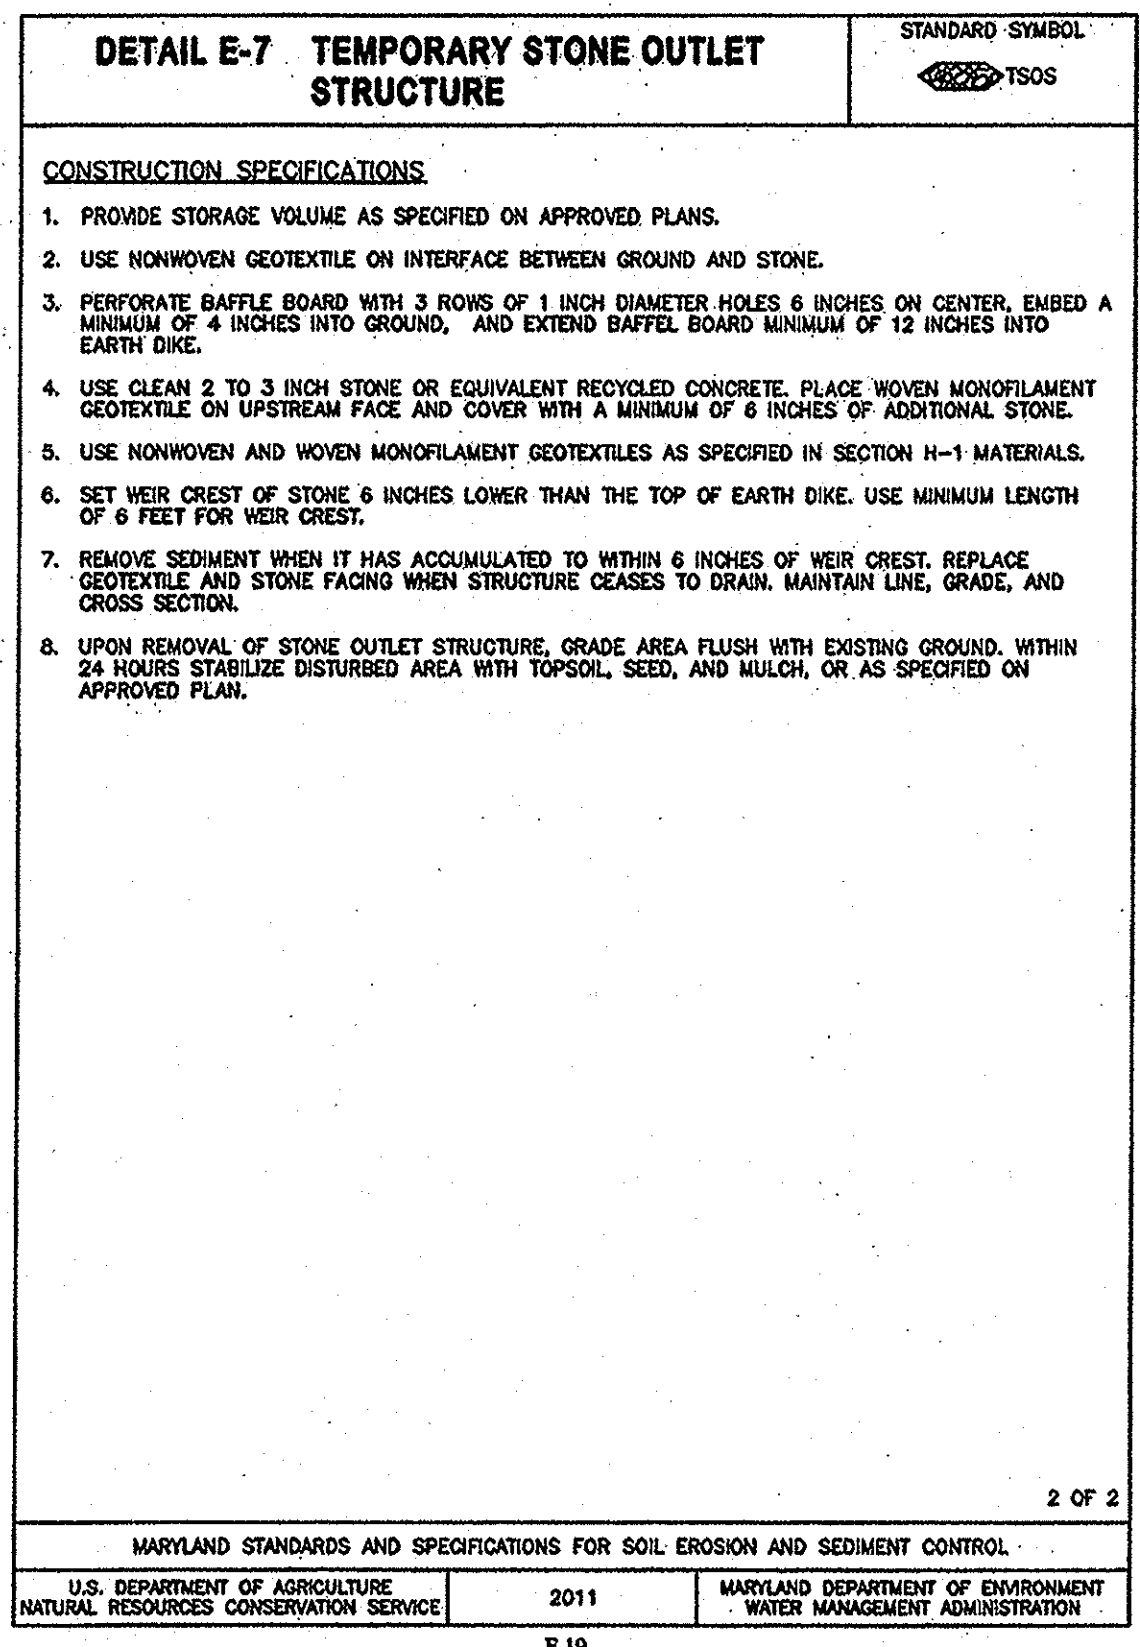 DETAIL E-7 TEMPORARY STONE OUTLET
STRUCTURE
STANDARD SYMBOL
TSOS
CONSTRUCTION SPECIFICATIONS
1. PROVIDE STORAGE VOLUME AS SPECIFIED ON APPROVED PLANS.
2. USE NONWOVEN GEOTEXTILE ON INTERFACE BETWEEN GROUND AND STONE.
3. PERFORATE BAFFLE BOARD WITH 3 ROWS OF 1 INCH DIAMETER HOLES 6 INCHES ON CENTER, EMBED A
MINIMUM OF 4 INCHES INTO GROUND, AND EXTEND BAFFEL BOARD MINIMUM OF 12 INCHES INTO
EARTH DIKE.
4. USE CLEAN 2 TO 3 INCH STONE OR EQUIVALENT RECYCLED CONCRETE. PLACE WOVEN MONOFILAMENT
GEOTEXTILE ON UPSTREAM FACE AND COVER WITH A MINIMUM OF 6 INCHES OF ADDITIONAL STONE.
5. USE NONWOVEN AND WOVEN MONOFILAMENT GEOTEXTILES AS SPECIFIED IN SECTION H-1 MATERIALS.
6. SET WEIR CREST OF STONE 6 INCHES LOWER THAN THE TOP OF EARTH DIKE. USE MINIMUM LENGTH
OF 6 FEET FOR WEIR CREST.
7. REMOVE SEDIMENT WHEN IT HAS ACCUMULATED TO WITHIN 6 INCHES OF WEIR CREST. REPLACE
GEOTEXTILE AND STONE FACING WHEN STRUCTURE CEASES TO DRAIN. MAINTAIN LINE, GRADE, AND
CROSS SECTION.
8. UPON REMOVAL OF STONE OUTLET STRUCTURE, GRADE AREA FLUSH WITH EXISTING GROUND. WITHIN
24 HOURS STABILIZE DISTURBED AREA WITH TOPSOIL, SEED, AND MULCH, OR AS SPECIFIED ON
APPROVED PLAN.
2 OF 2
MARYLAND STANDARDS AND SPECIFICATIONS FOR SOIL EROSION AND SEDIMENT CONTROL
U.S. DEPARTMENT OF AGRICULTURE
NATURAL RESOURCES CONSERVATION SERVICE
2011
MARYLAND DEPARTMENT OF ENVIRONMENT
WATER MANAGEMENT ADMINISTRATION